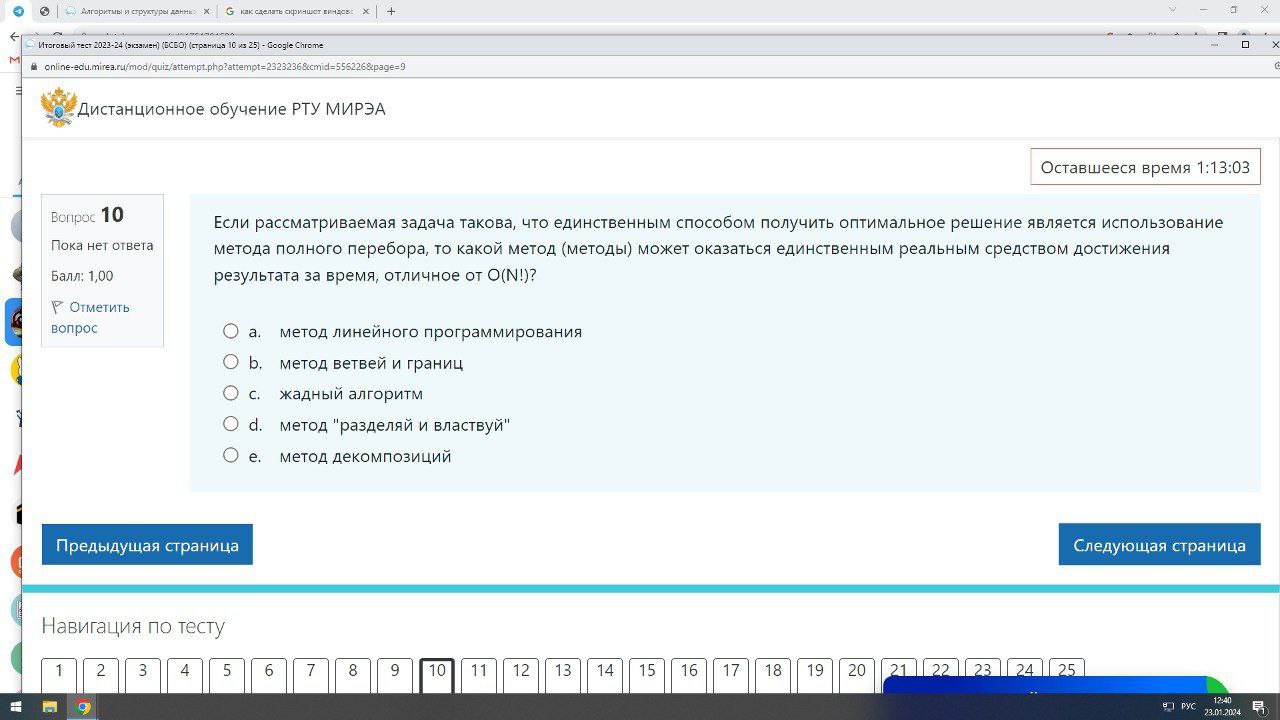 Алгоритмы и структуры данны
как сделать скриншот виндовс
Итоговый тест 2023-24 (экзамен) (БСБО) (страница 10 из 25) - Google Chrome
online-edu.mirea.ru/mod/quiz/attempt.php?attempt=2323236&cmid=556226&page=9
Дистанционное обучение РТУ МИРЭА
Оставшееся время 1:13:03
Вопрос 10
Пока нет ответа
Балл: 1,00
Отметить
вопрос
Если рассматриваемая задача такова, что единственным способом получить оптимальное решение является использование
метода полного перебора, то какой метод (методы) может оказаться единственным реальным средством достижения
результата за время, отличное от O(N!)?
a. метод линейного программирования
b. метод ветвей и границ
c. жадный алгоритм
d. метод "разделяй и властвуй"
e. метод декомпозиций
Предыдущая страница
Следующая страница
Навигация по тесту
1 2 3 4 5 6 7 8 9 10 11 12 13 14 15 16 17 18 19 20 21 22 23 24 25
РУС
12:40
23.01.2024